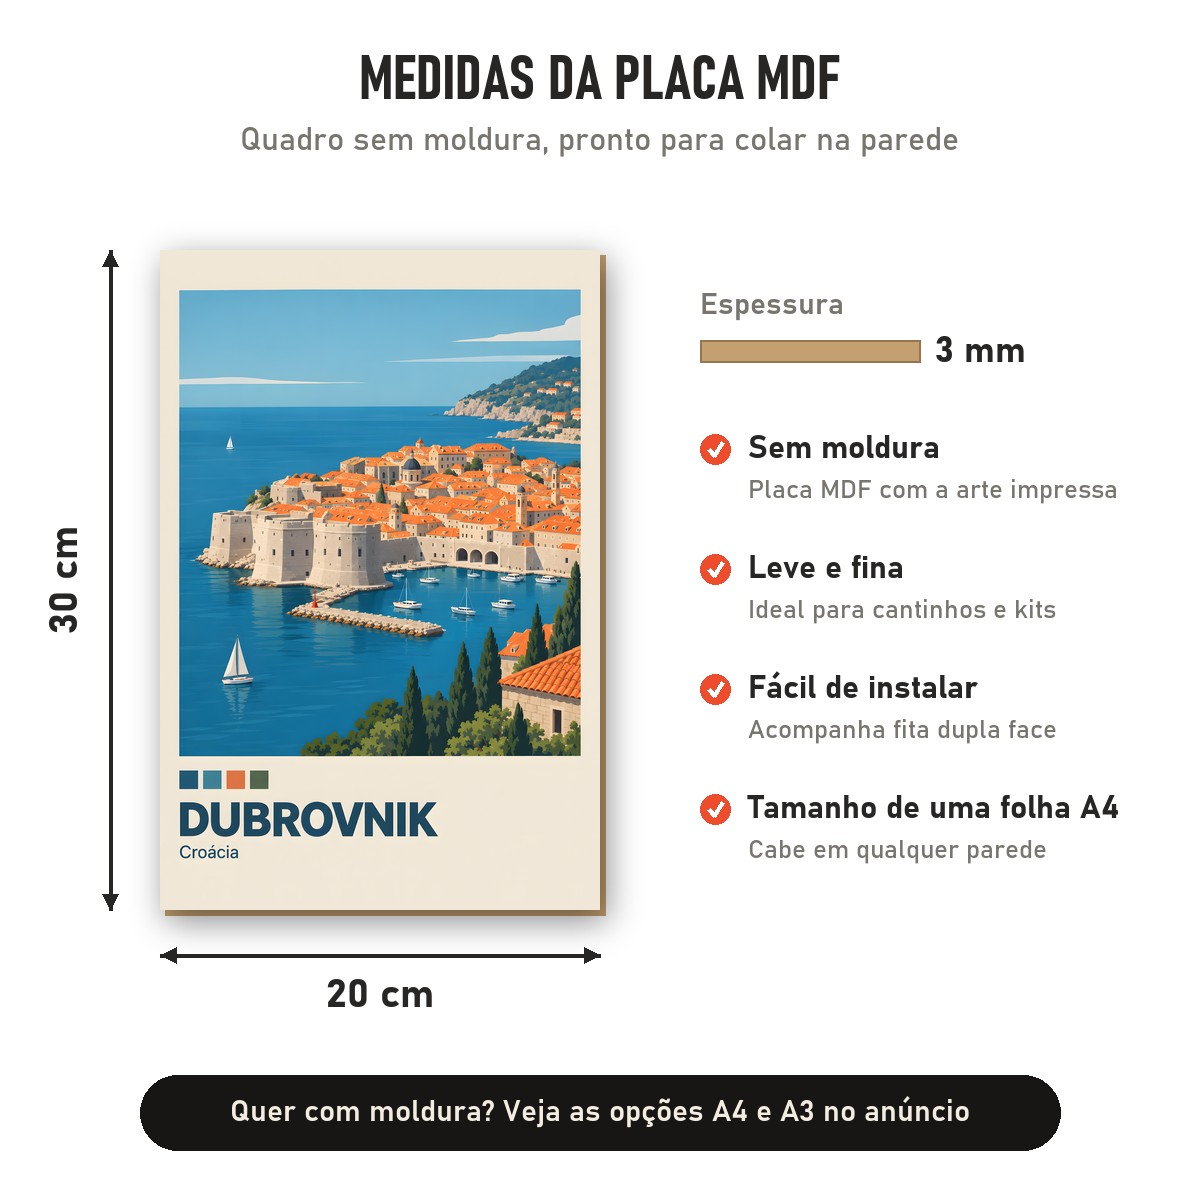 MEDIDAS DA PLACA MDF
Quadro sem moldura, pronto para colar na parede
30 cm
DUBROVNIK
Croácia
20 cm
Espessura
3 mm
Sem moldura
Placa MDF com a arte impressa
Leve e fina
Ideal para cantinhos e kits
Fácil de instalar
Acompanha fita dupla face
Tamanho de uma folha A4
Cabe em qualquer parede
Quer com moldura? Veja as opções A4 e A3 no anúncio